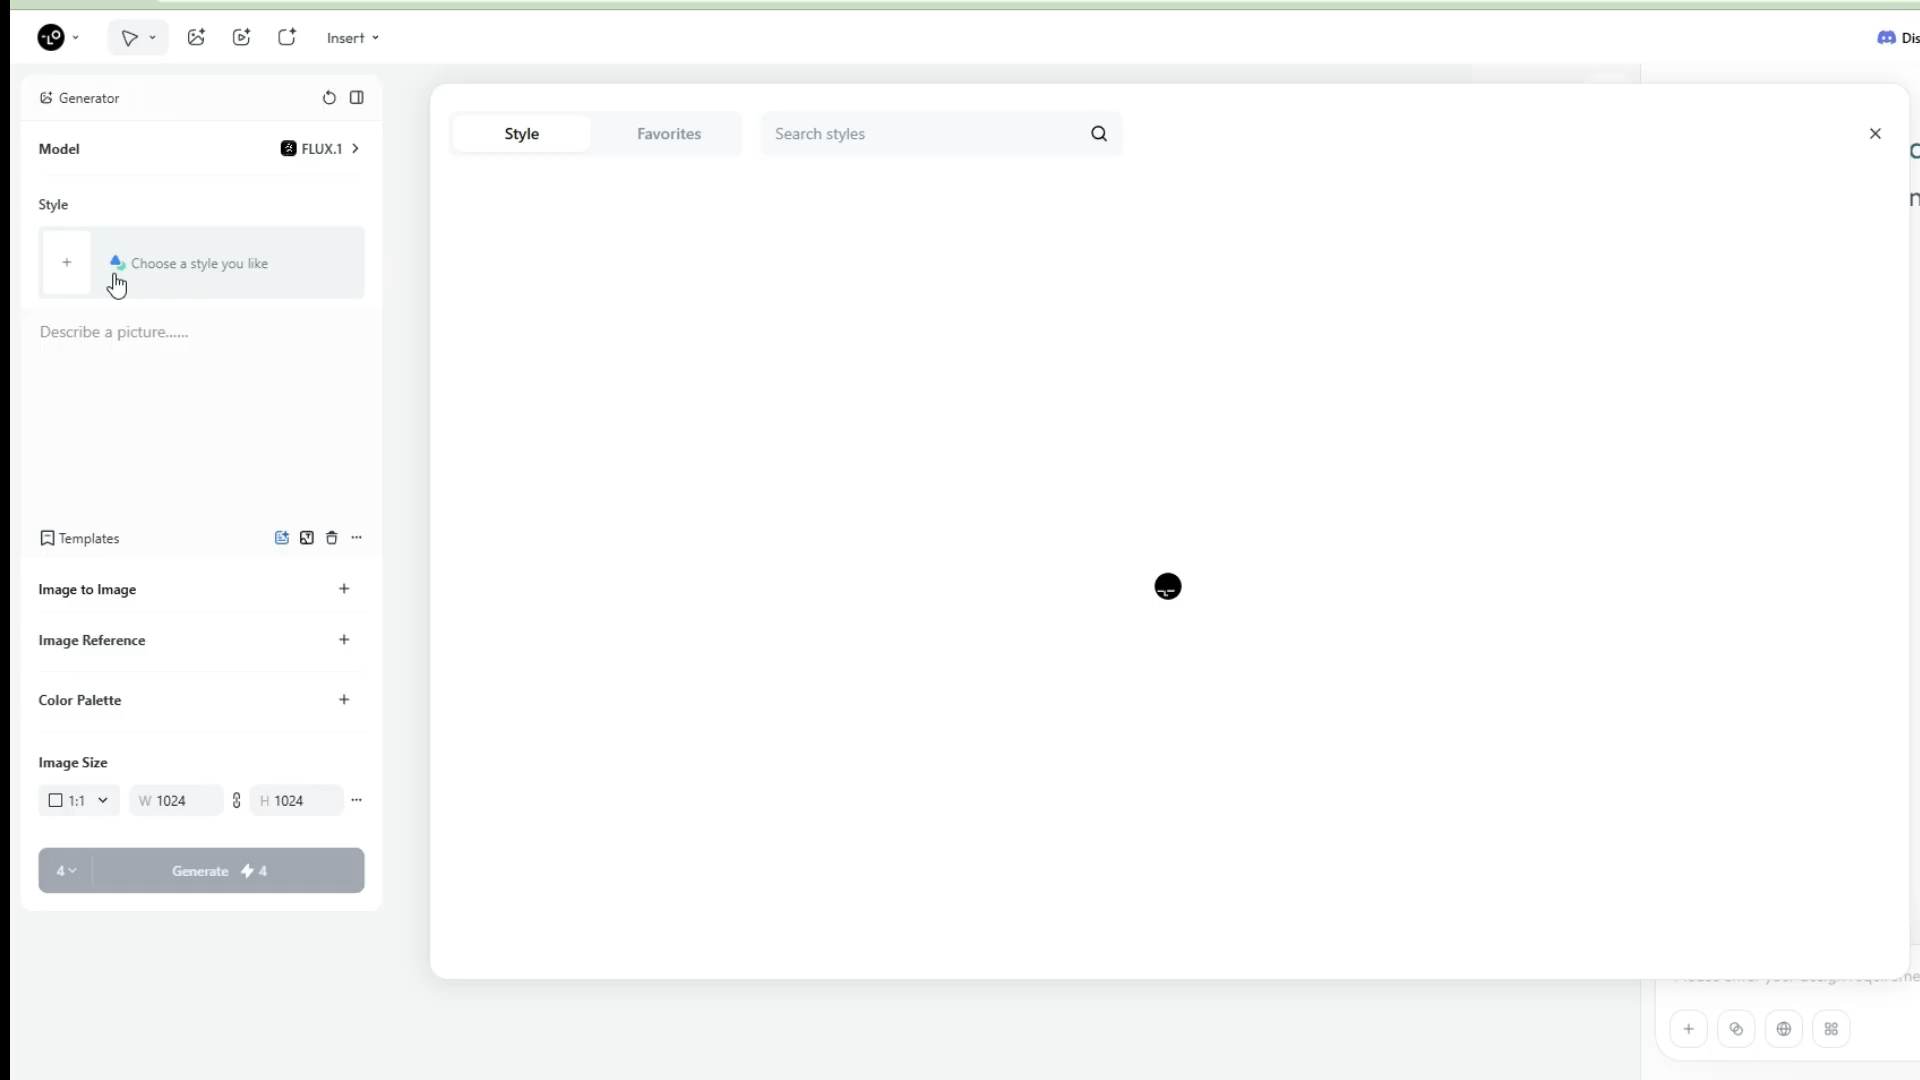 Insert
Dis
Generator
Model
FLUX.1
Style
Choose a style you like
Describe a picture......
Templates
Image to Image
Image Reference
Color Palette
Image Size
1:1
W 1024
H 1024
4
Generate
4
Style
Favorites
Search styles